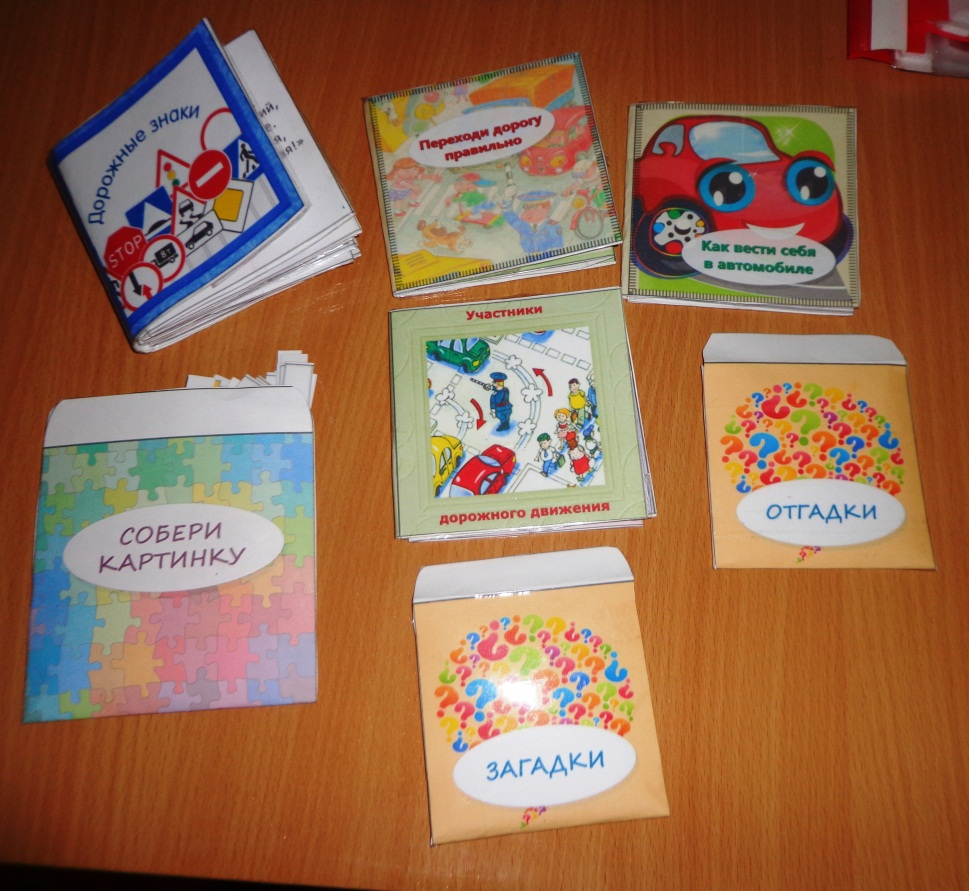 Дорожные знаки
STOP
Переходи дорогу
правильно
Как вести себя
в автомобиле
Участники
дорожного движения
СОБЕРИ
КАРТИНКУ
ОТГАДКИ
ЗАГАДКИ